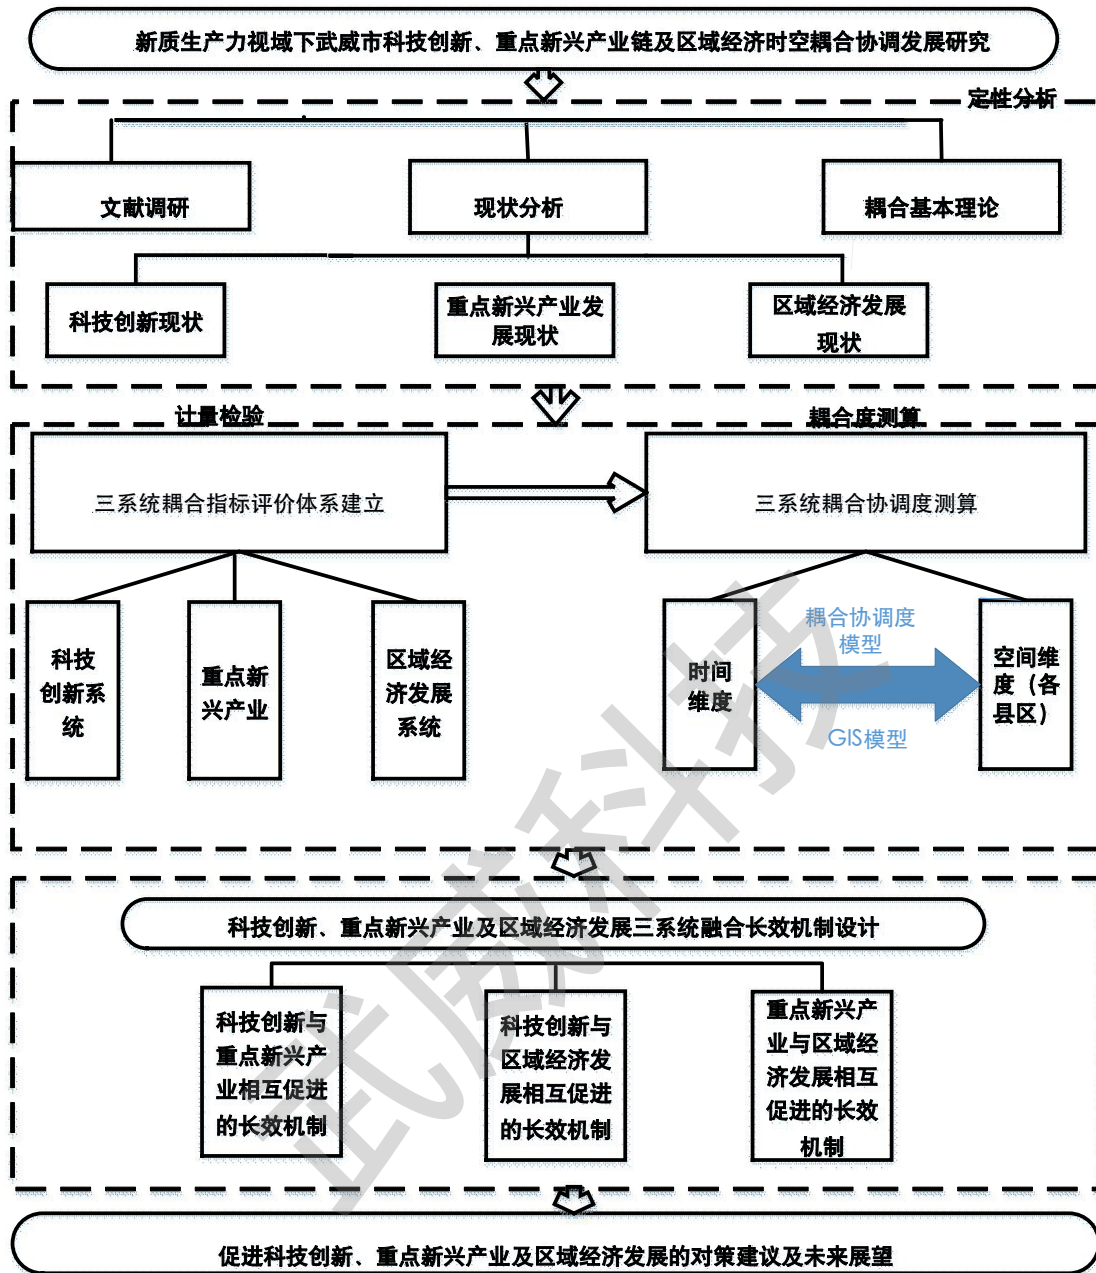 新质生产力视域下武威市科技创新、重点新兴产业链及区域经济时空耦合协调发展研究
定性分析
文献调研
现状分析
耦合基本理论
科技创新现状
重点新兴产业发
展现状
区域经济发展
现状
计量检验
耦合度测算
三系统耦合指标评价体系建立
三系统耦合协调度测算
科技
创新系
统
重点新
兴产业
区域经
济发展
系统
时间
维度
耦合协调度
模型
GIS模型
空间维
度（各
县区）
科技创新、重点新兴产业及区域经济发展三系统融合长效机制设计
科技创新与
重点新兴产
业相互促进
的长效机制
科技创新与
区域经济发
展相互促进
的长效机制
重点新兴产
业与区域经
济发展相互
促进的长效
机制
促进科技创新、重点新兴产业及区域经济发展的对策建议及未来展望
武威科技